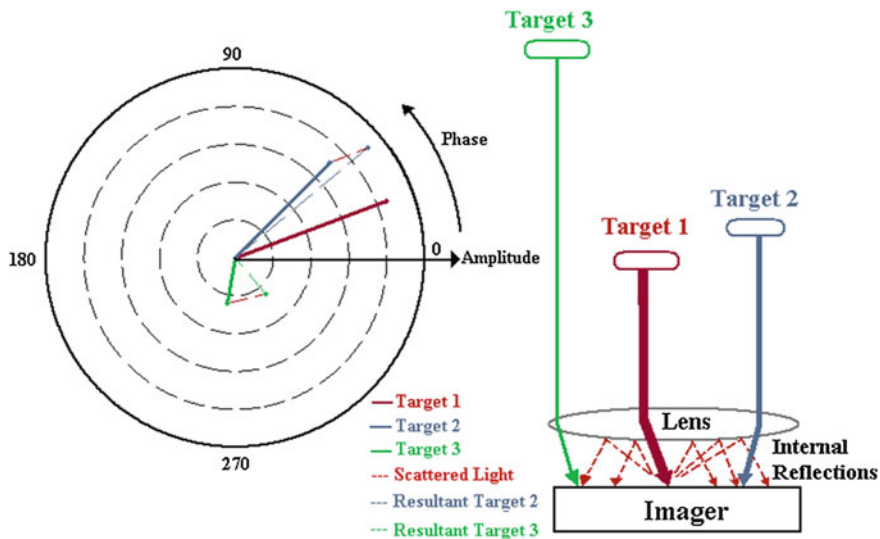 90
Phase
0
Amplitude
180
270
Target 1
Target 2
Target 3
Scattered Light
Resultant Target 2
Resultant Target 3
Target 3
Target 1
Target 2
Lens
Internal
Reflections
Imager